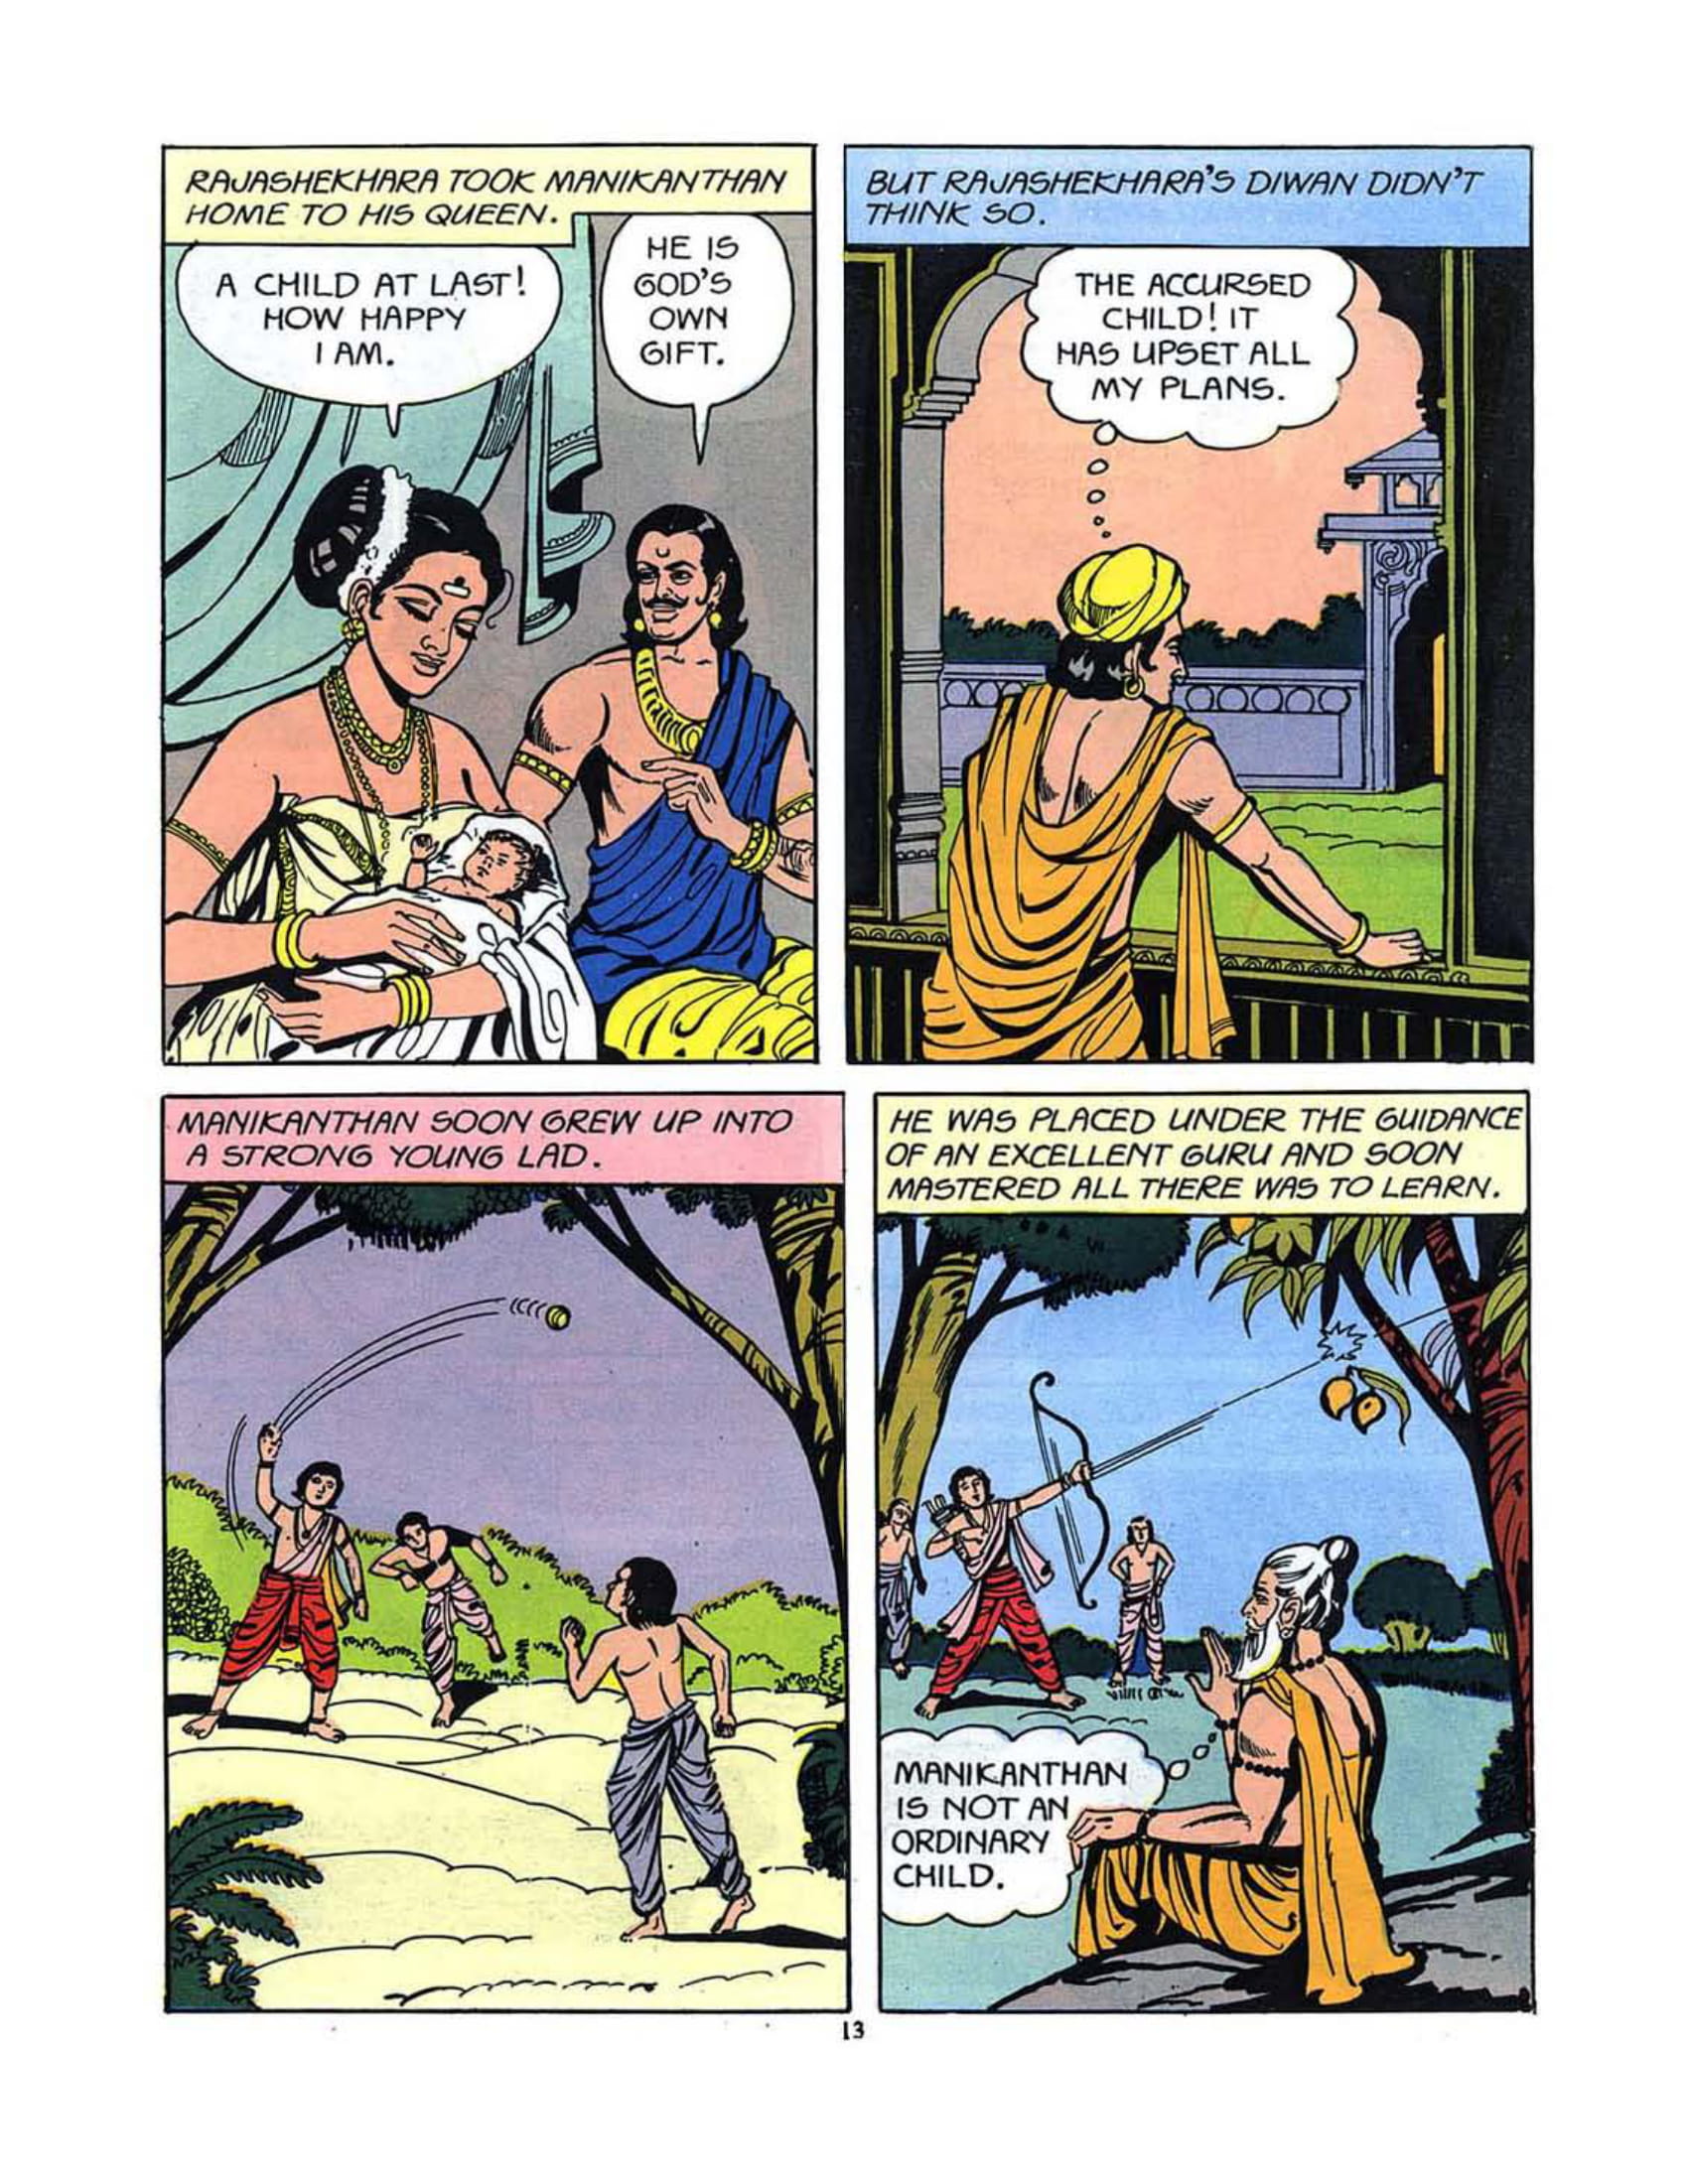 RAJASHEKHARA TOOK MANIKANTHAN
HOME TO HIS QUEEN.
A CHILD AT LAST!
HOW HAPPY
I AM.
HE IS
GOD'S
OWN
GIFT.
BUT RAJASHEKHARA'S DIWAN DIDN'T
THINK SO.
THE ACCURSED
CHILD! IT
HAS UPSET ALL
MY PLANS.
MANIKANTHAN SOON GREW UP INTO
A STRONG YOUNG LAD.
HE WAS PLACED UNDER THE GUIDANCE
OF AN EXCELLENT GURU AND SOON
MASTERED ALL THERE WAS TO LEARN.
MANIKANTHAN
IS NOT AN
ORDINARY
CHILD.
13